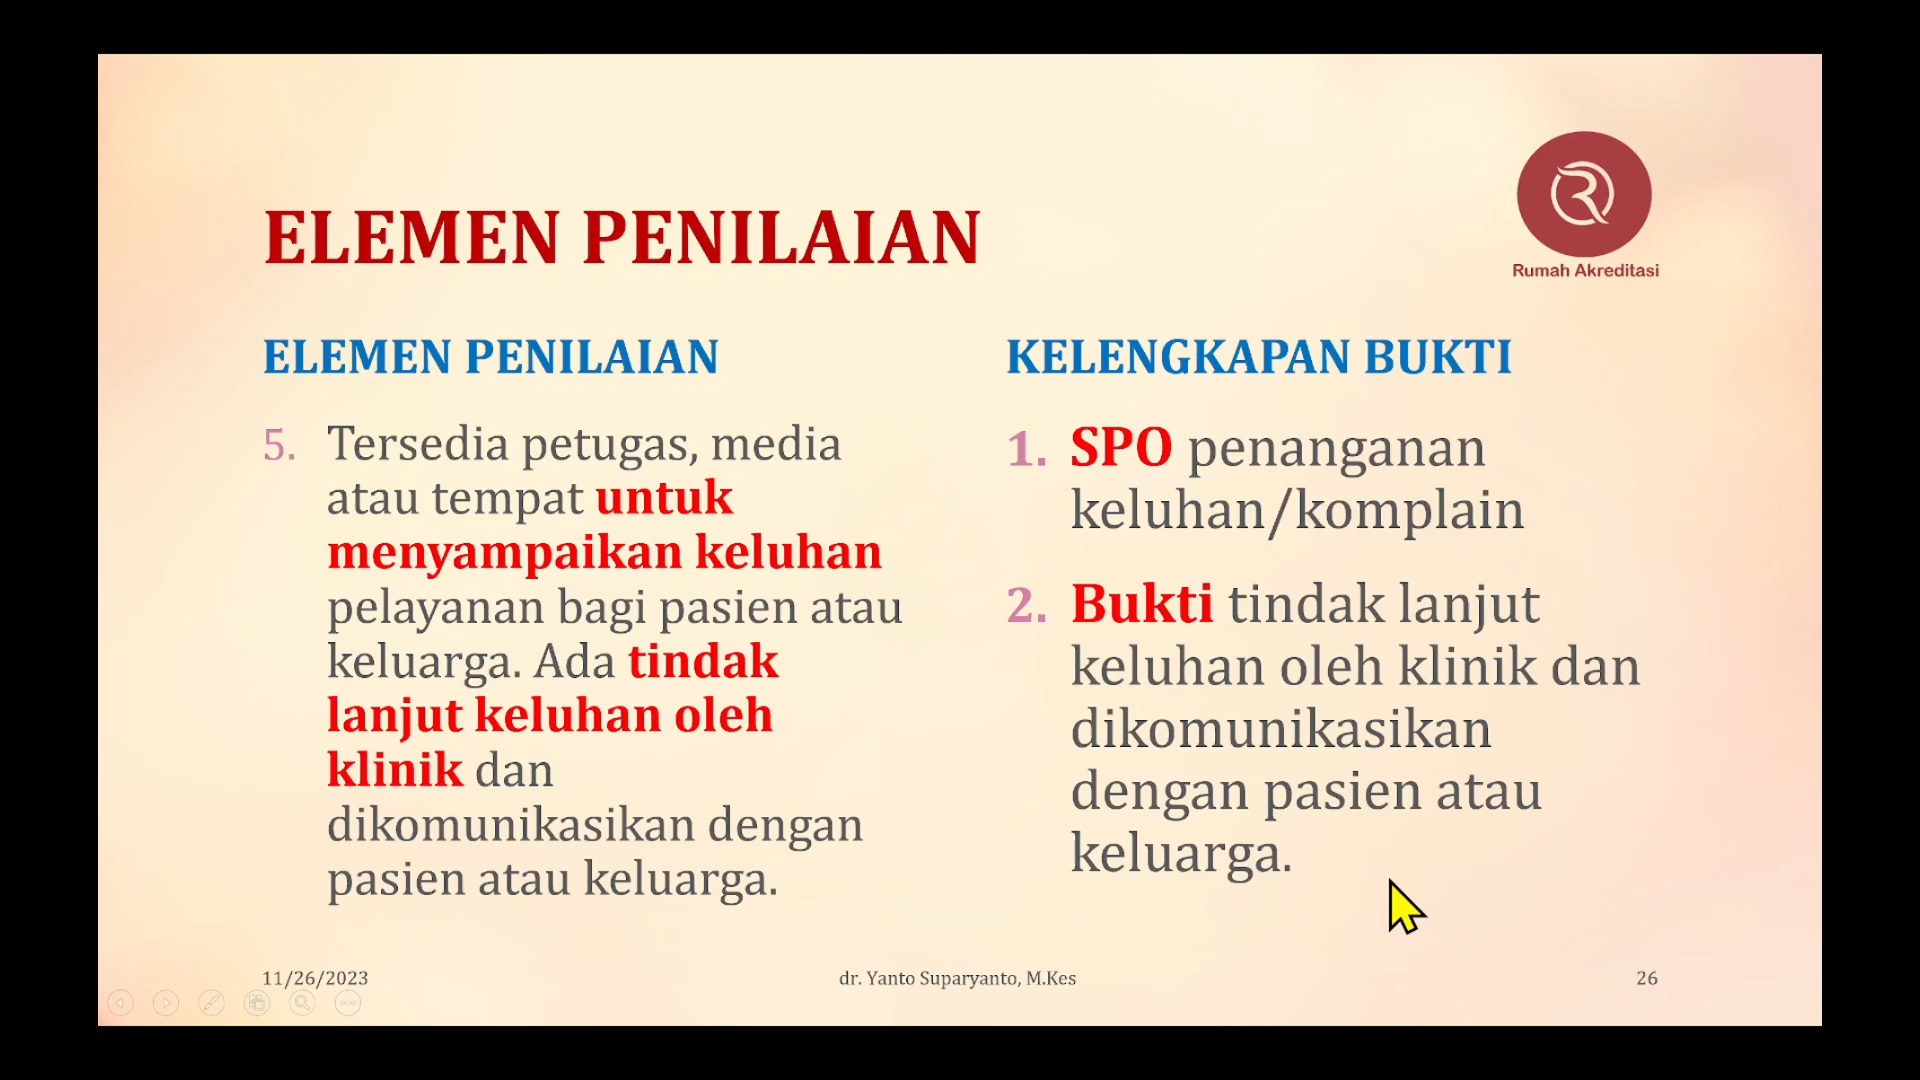 ELEMEN PENILAIAN
Rumah Akreditasi
ELEMEN PENILAIAN
5. Tersedia petugas, media
atau tempat untuk
menyampaikan keluhan
pelayanan bagi pasien atau
keluarga. Ada tindak
lanjut keluhan oleh
klinik dan
dikomunikasikan dengan
pasien atau keluarga.
KELENGKAPAN BUKTI
1. SPO penanganan
keluhan/komplain
2. Bukti tindak lanjut
keluhan oleh klinik dan
dikomunikasikan
dengan pasien atau
keluarga.
11/26/2023
dr. Yanto Suparyanto, M.Kes
26